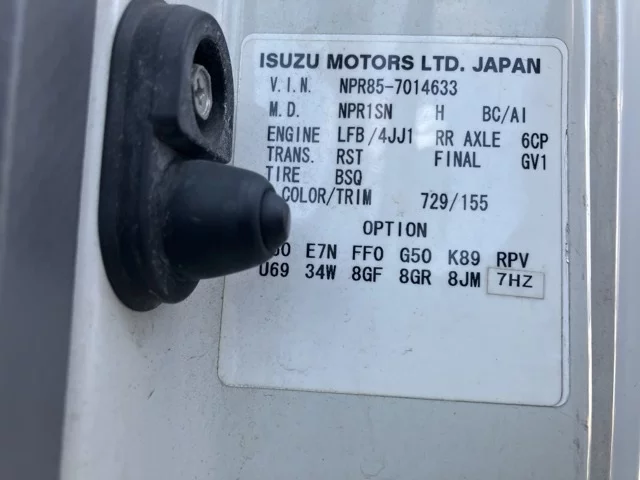 ISUZU MOTORS LTD. JAPAN
V.I.N. NPR85-7014633
M.D. NPR1SN H BC/AI
ENGINE LFB/4JJ1 RR AXLE 6CP
TRANS. RST FINAL GV1
TIRE BSQ
COLOR/TRIM 729/155
OPTION
E7N FF0 G50 K89 RPV
U69 34W 8GF 8GR 8JM 7HZ